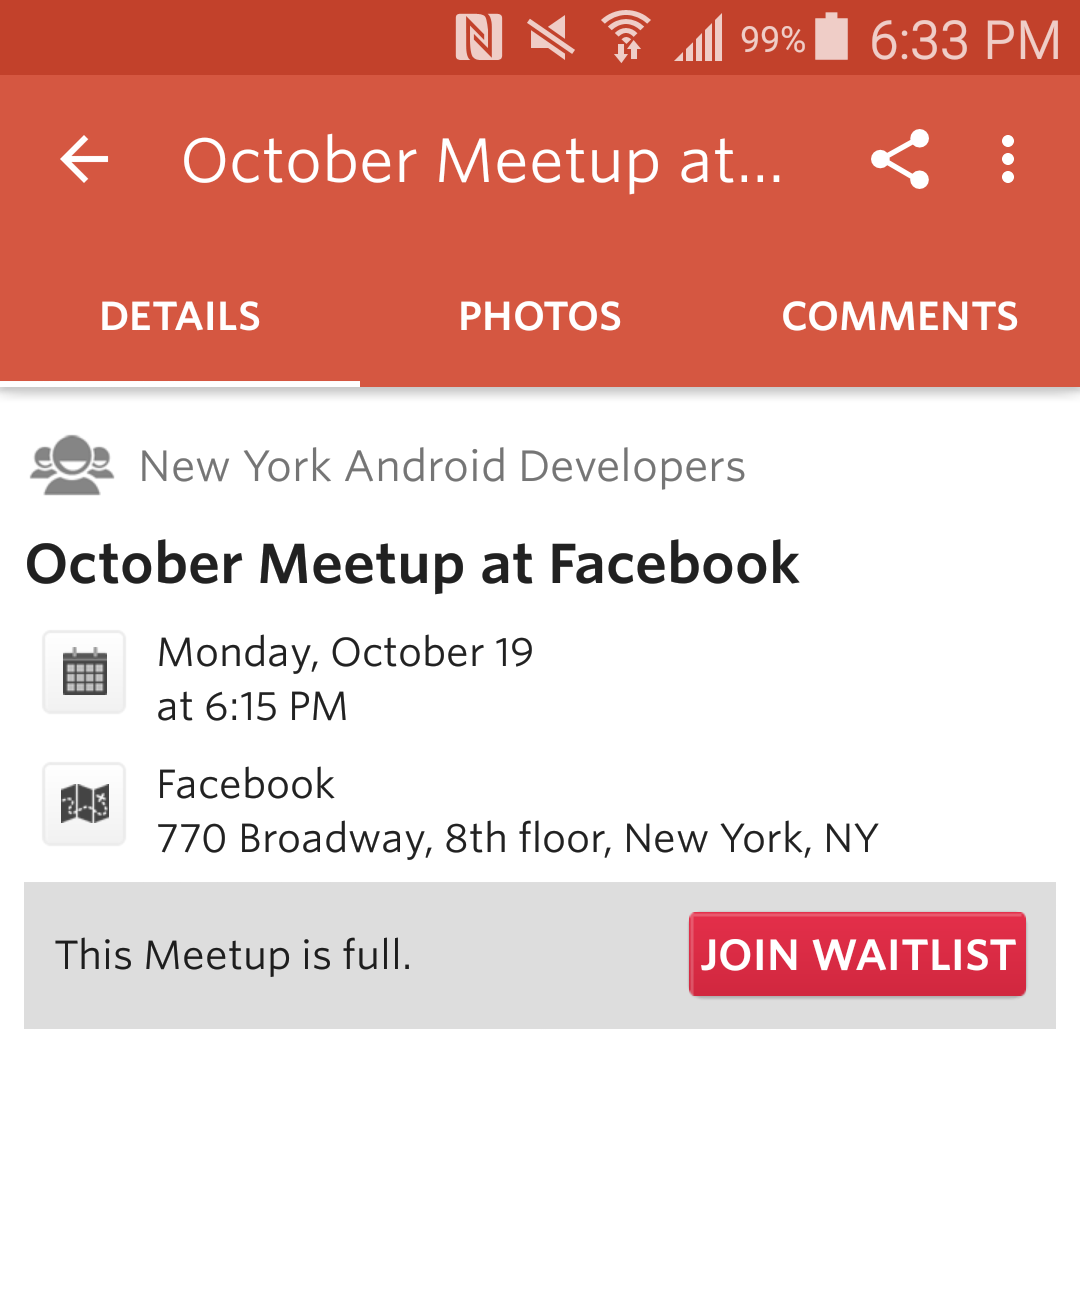 99% 6:33 PM
October Meetup at...
DETAILS PHOTOS COMMENTS
New York Android Developers
October Meetup at Facebook
Monday, October 19
at 6:15 PM
Facebook
770 Broadway, 8th floor, New York, NY
This Meetup is full. JOIN WAITLIST